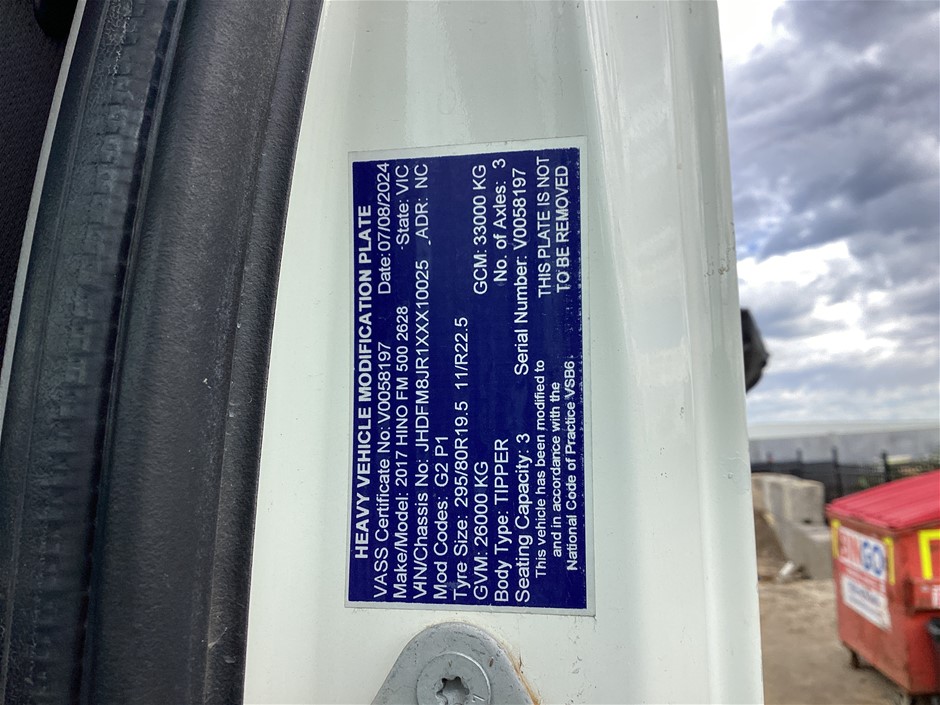 HEAVY VEHICLE MODIFICATION PLATE
VASS Certificate No: V0058197 Date: 07/08/2024
Make/Model: 2017 HINO FM 500 2628 State: VIC
VIN/Chassis No: JHDFM8JR1XXX10025 ADR: NC
Mod Codes: G2 P1
Tyre Size: 295/80R19.5 11/R22.5
GVM: 26000 KG GCM: 33000 KG
Body Type: TIPPER No. of Axles: 3
Seating Capacity: 3 Serial Number: V0058197
This vehicle has been modified to
and in accordance with the
National Code of Practice VSB6.
THIS PLATE IS NOT
TO BE REMOVED
BINGO